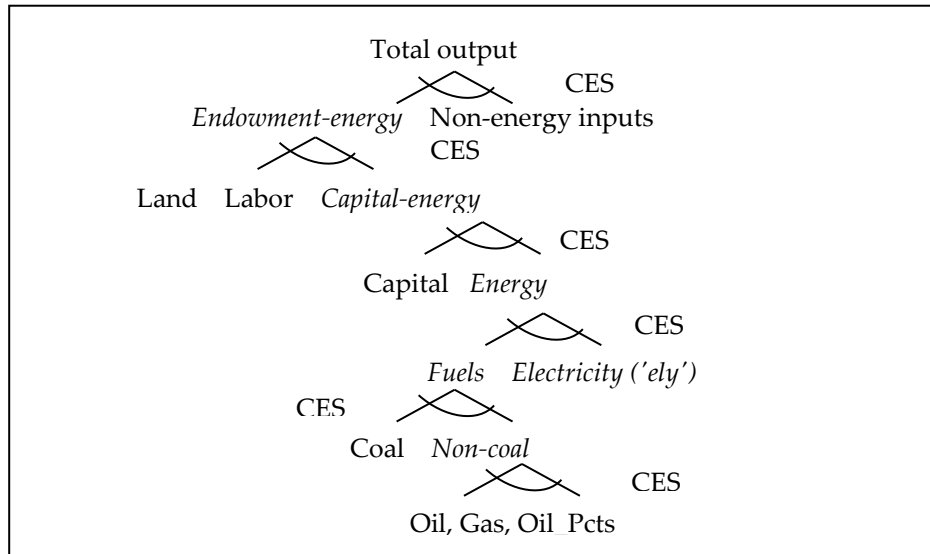 Total output
CES
Endowment-energy Non-energy inputs
CES
Land Labor Capital-energy
CES
Capital Energy
CES
Fuels Electricity ('ely')
CES
Coal Non-coal
CES
Oil, Gas, Oil_Pcts